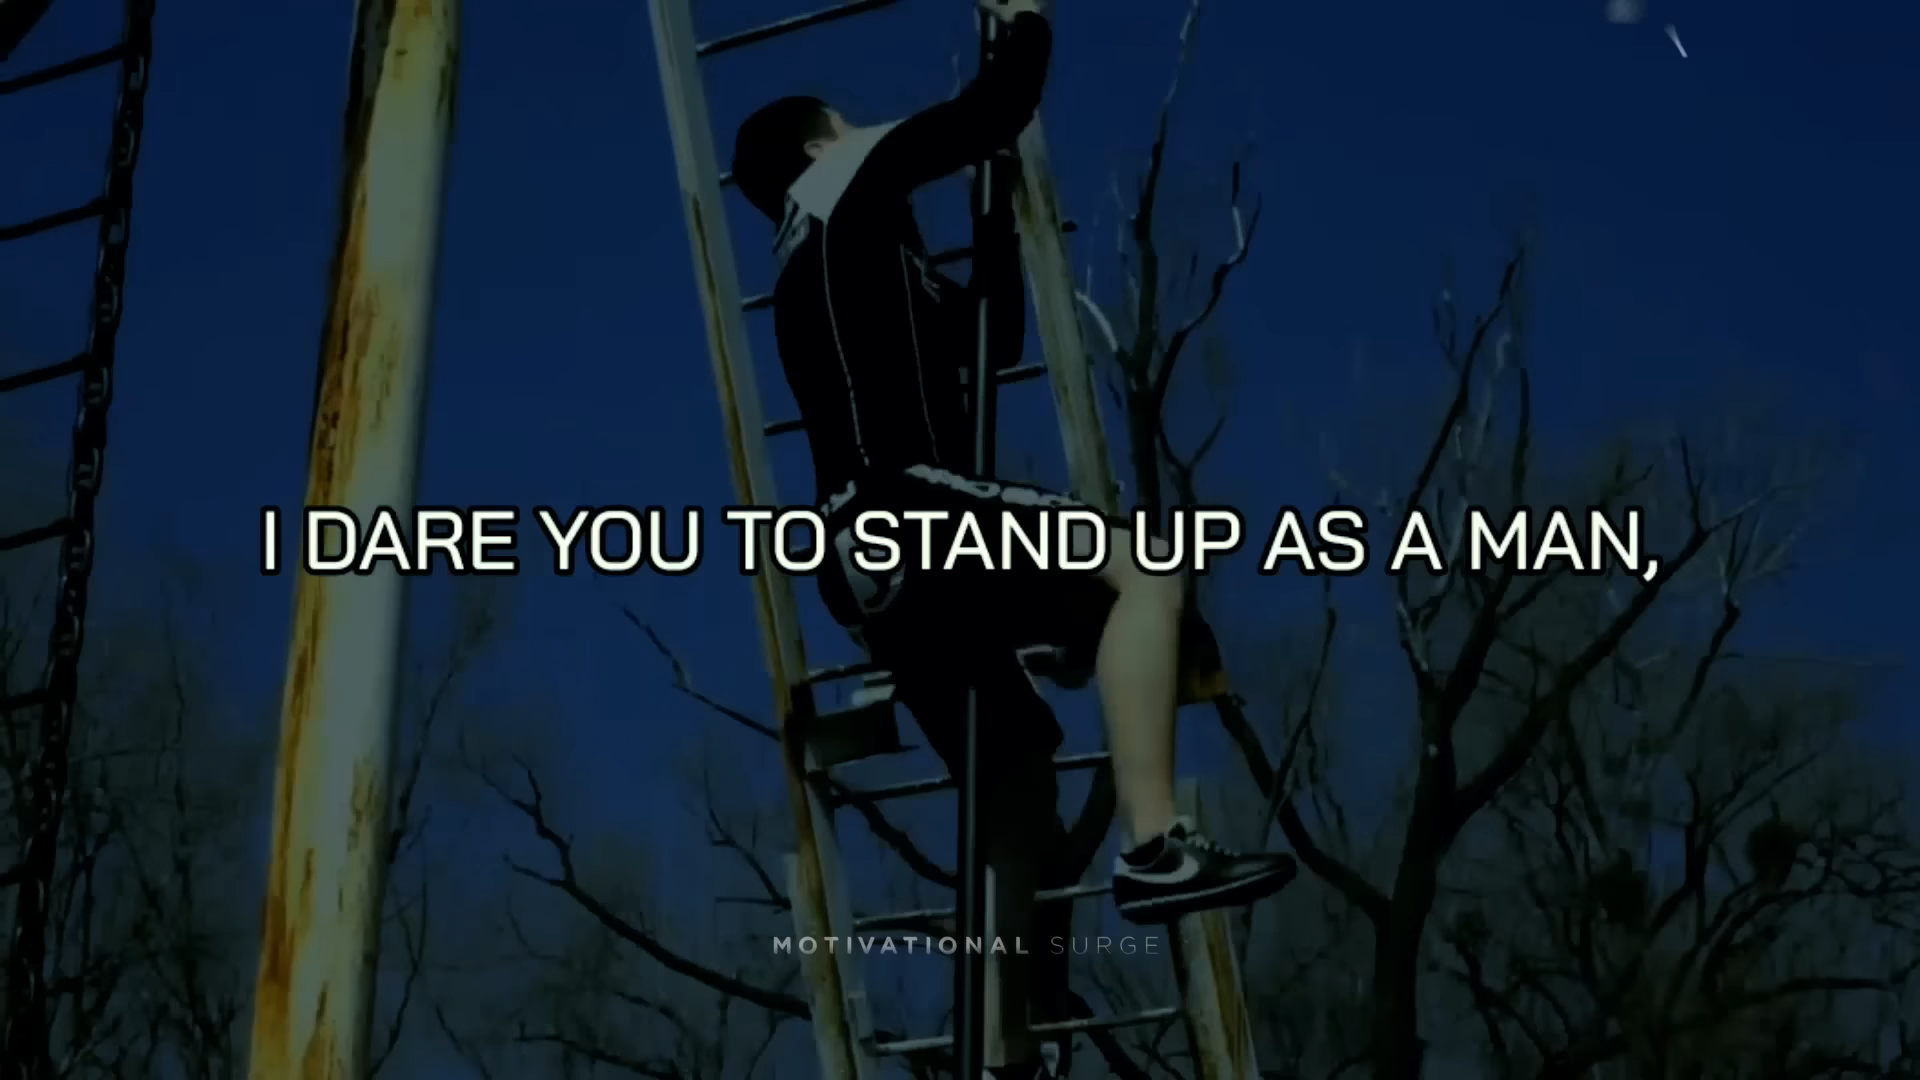 I DARE YOU TO STAND UP AS A MAN,
MOTIVATIONAL SURGE